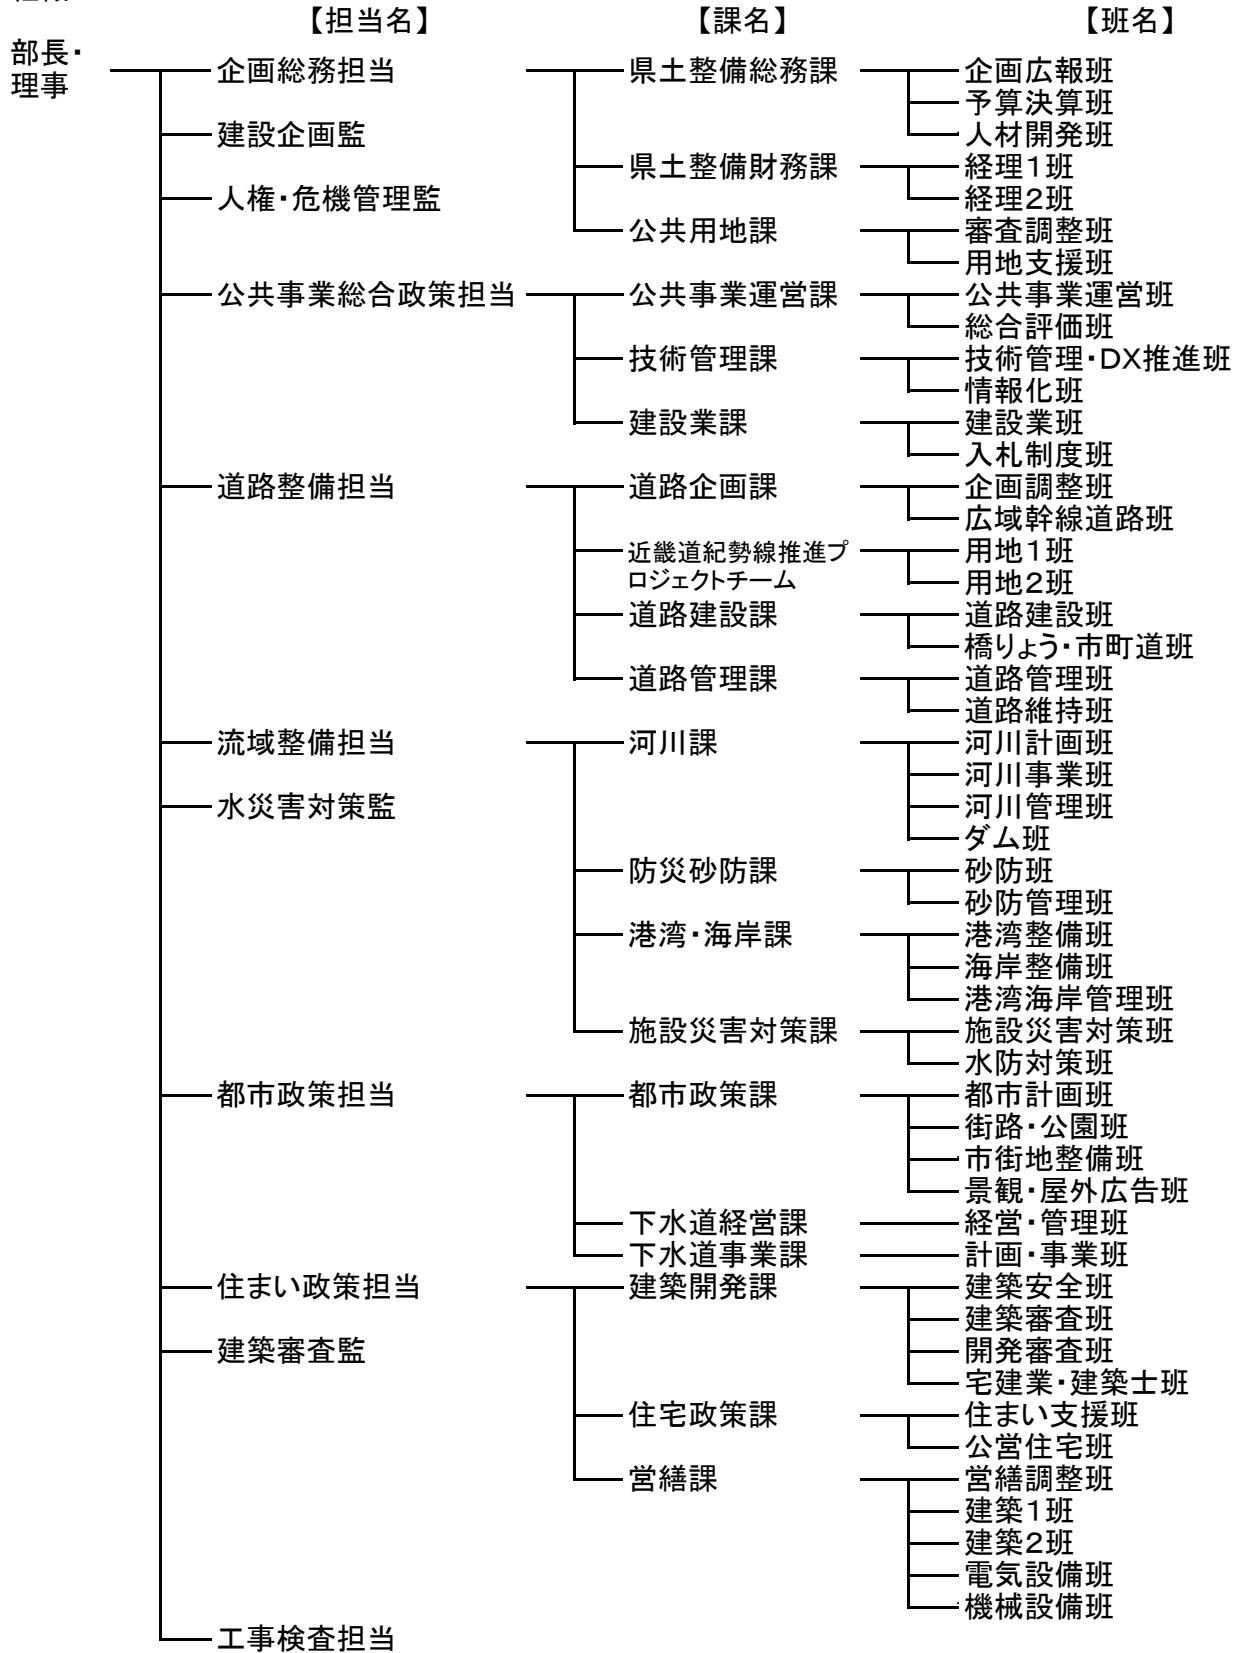 【担当名】 【課名】 【班名】
部長・
理事
企画総務担当 県土整備総務課 企画広報班
予算決算班
建設企画監 人材開発班
県土整備財務課 経理1班
人権・危機管理監 経理2班
公共用地課 審査調整班
用地支援班
公共事業総合政策担当 公共事業運営課 公共事業運営班
総合評価班
技術管理課 技術管理・DX推進班
情報化班
建設業課 建設業班
入札制度班
道路整備担当 道路企画課 企画調整班
広域幹線道路班
近畿道紀勢線推進プ 用地1班
ロジェクトチーム 用地2班
道路建設課 道路建設班
橋りょう・市町道班
道路管理課 道路管理班
道路維持班
流域整備担当 河川課 河川計画班
河川事業班
水災害対策監 河川管理班
ダム班
防災砂防課 砂防班
砂防管理班
港湾・海岸課 港湾整備班
海岸整備班
港湾海岸管理班
施設災害対策課 施設災害対策班
水防対策班
都市政策担当 都市政策課 都市計画班
街路・公園班
市街地整備班
景観・屋外広告班
下水道経営課 経営・管理班
下水道事業課 計画・事業班
住まい政策担当 建築開発課 建築安全班
建築審査班
建築審査監 開発審査班
宅建業・建築士班
住宅政策課 住まい支援班
公営住宅班
営繕課 営繕調整班
建築1班
建築2班
電気設備班
機械設備班
工事検査担当